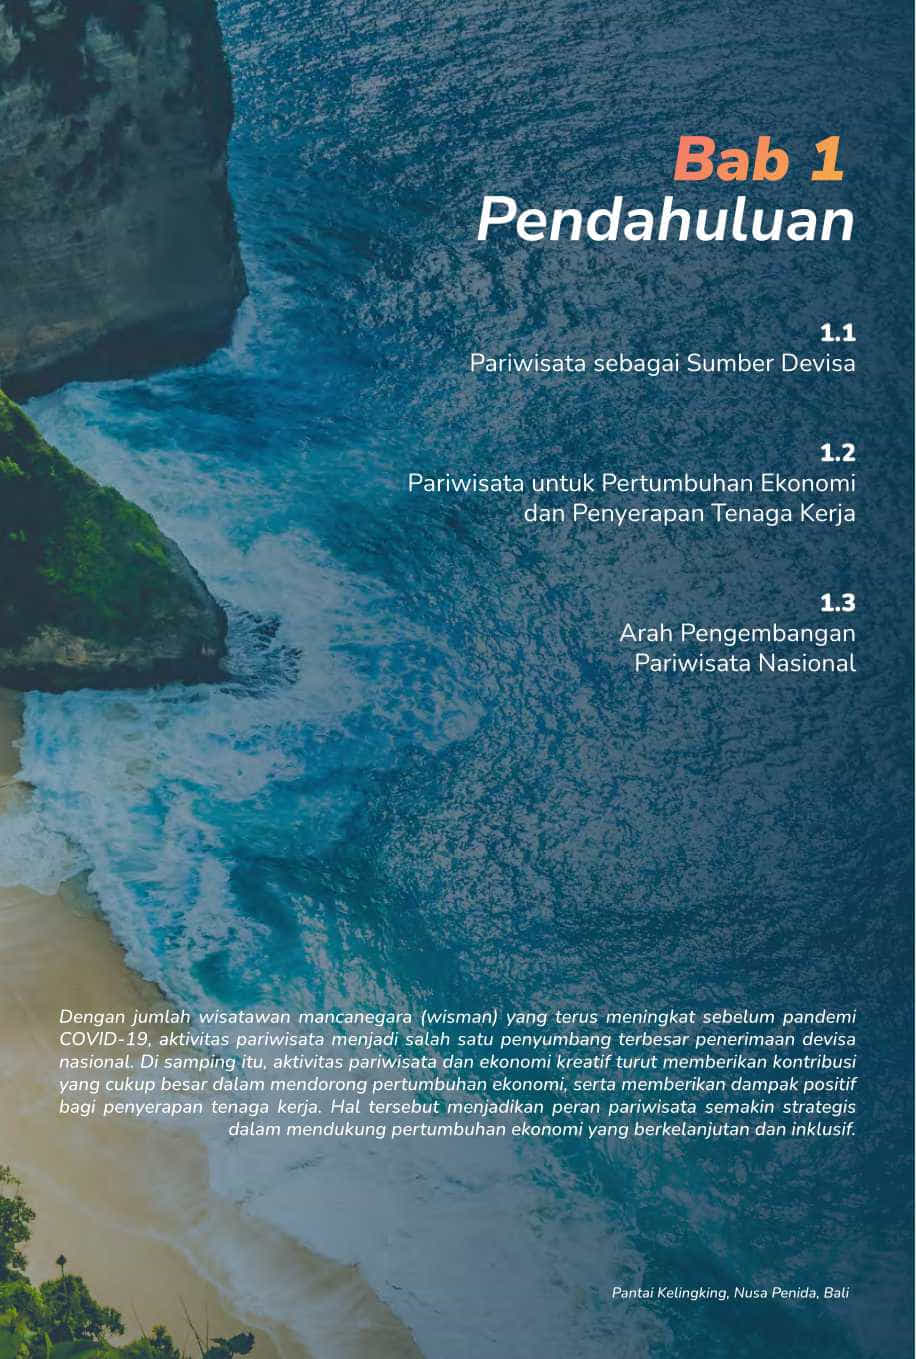 Bab 1
Pendahuluan
1.1
Pariwisata sebagai Sumber Devisa
1.2
Pariwisata untuk Pertumbuhan Ekonomi
dan Penyerapan Tenaga Kerja
1.3
Arah Pengembangan
Pariwisata Nasional
Dengan jumlah wisatawan mancanegara (wisman) yang terus meningkat sebelum pandemi
COVID-19, aktivitas pariwisata menjadi salah satu penyumbang terbesar penerimaan devisa
nasional. Di samping itu, aktivitas pariwisata dan ekonomi kreatif turut memberikan kontribusi
yang cukup besar dalam mendorong pertumbuhan ekonomi, serta memberikan dampak positif
bagi penyerapan tenaga kerja. Hal tersebut menjadikan peran pariwisata semakin strategis
dalam mendukung pertumbuhan ekonomi yang berkelanjutan dan inklusif.
Pantai Kelingking, Nusa Penida, Bali